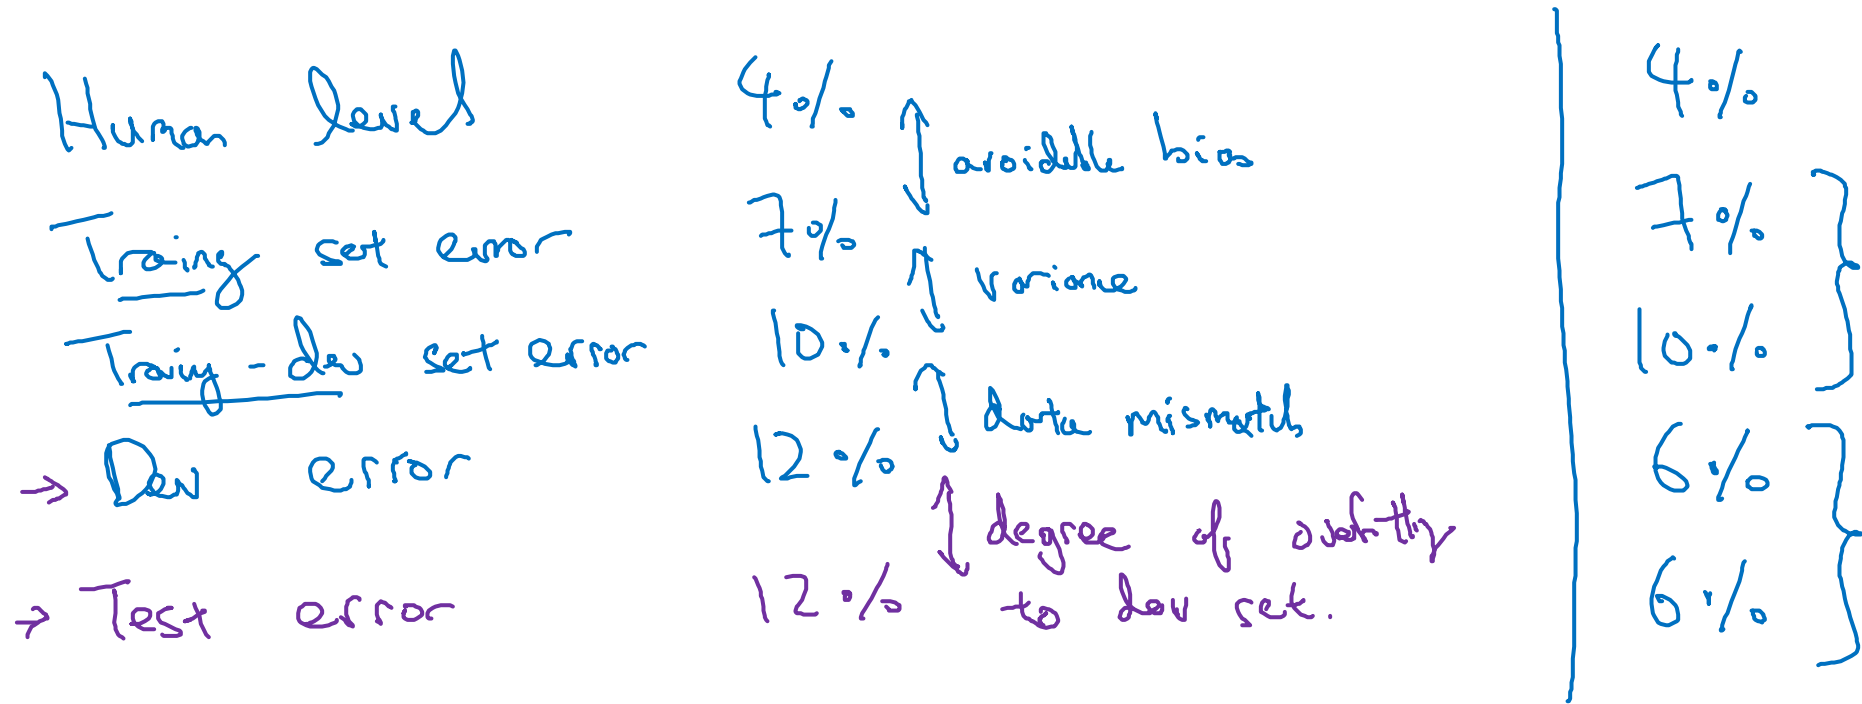 Human level 4% 4%
avoidable bias
Training set error 7% 7%
variance
Training-dev set error 10% 10%
data mismatch
→ Dev error 12% 6%
degree of overfitting
→ Test error 12% to dev set. 6%